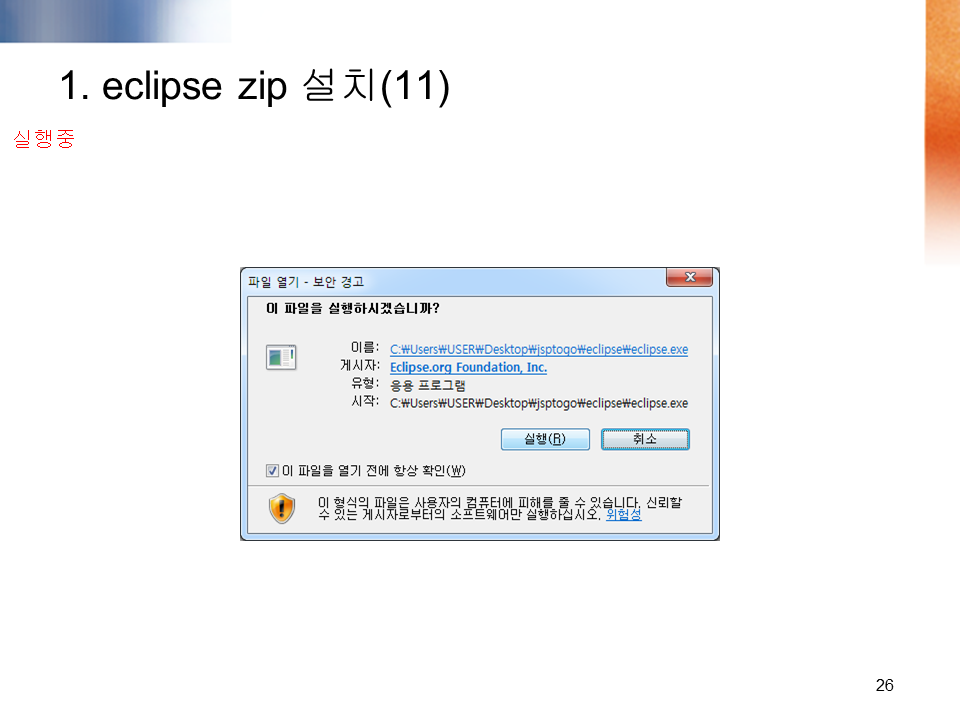 1. eclipse zip 설치(11)
실행중
파일 열기 - 보안 경고
이 파일을 실행하시겠습니까?
이름: C:₩Users₩USER₩Desktop₩jsptogo₩eclipse₩eclipse.exe
게시자: Eclipse.org Foundation, Inc.
유형: 응용 프로그램
시작: C:₩Users₩USER₩Desktop₩jsptogo₩eclipse₩eclipse.exe
실행(R) 취소
이 파일을 열기 전에 항상 확인(W)
이 형식의 파일은 사용자의 컴퓨터에 피해를 줄 수 있습니다. 신뢰할
수 있는 게시자로부터의 소프트웨어만 실행하십시오. 위험성
26